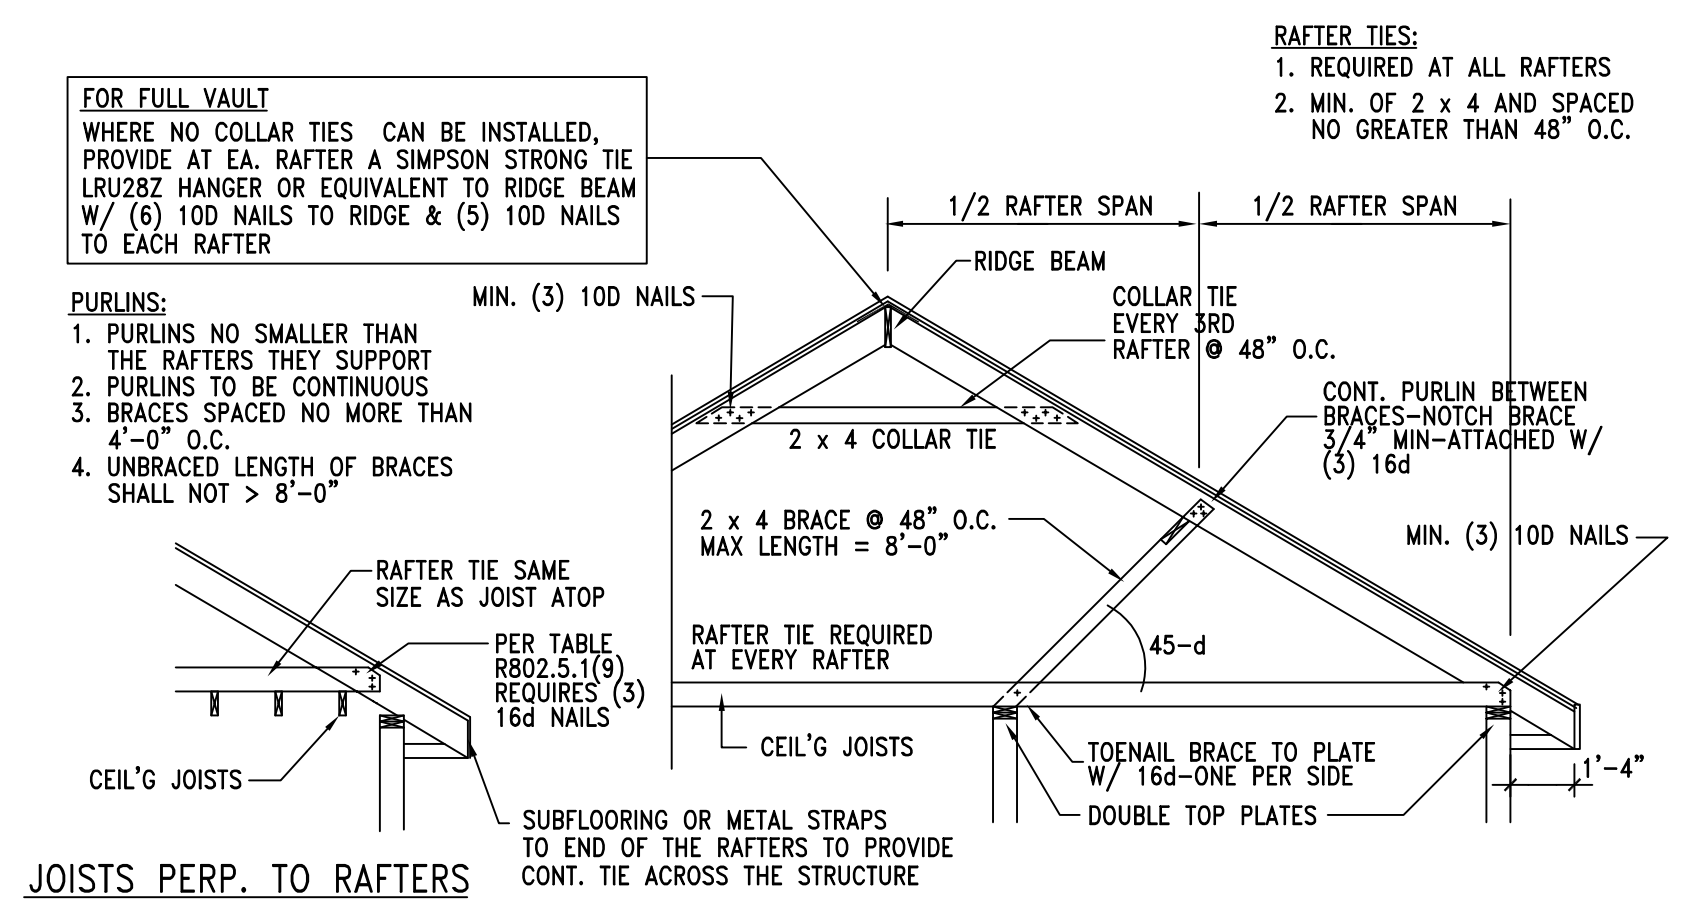 RAFTER TIES:
1. REQUIRED AT ALL RAFTERS
2. MIN. OF 2 x 4 AND SPACED
NO GREATER THAN 48" O.C.
FOR FULL VAULT
WHERE NO COLLAR TIES CAN BE INSTALLED,
PROVIDE AT EA. RAFTER A SIMPSON STRONG TIE
LRU28Z HANGER OR EQUIVALENT TO RIDGE BEAM
W/ (6) 10D NAILS TO RIDGE & (5) 10D NAILS
TO EACH RAFTER
1/2 RAFTER SPAN
1/2 RAFTER SPAN
RIDGE BEAM
PURLINS:
1. PURLINS NO SMALLER THAN
THE RAFTERS THEY SUPPORT
2. PURLINS TO BE CONTINUOUS
3. BRACES SPACED NO MORE THAN
4'-0" O.C.
4. UNBRACED LENGTH OF BRACES
SHALL NOT > 8'-0"
MIN. (3) 10D NAILS
COLLAR TIE
EVERY 3RD
RAFTER @ 48" O.C.
2 x 4 COLLAR TIE
CONT. PURLIN BETWEEN
BRACES-NOTCH BRACE
3/4" MIN-ATTACHED W/
(3) 16d
2 x 4 BRACE @ 48" O.C.
MAX LENGTH = 8'-0"
MIN. (3) 10D NAILS
RAFTER TIE SAME
SIZE AS JOIST ATOP
PER TABLE
R802.5.1(9)
REQUIRES (3)
16d NAILS
RAFTER TIE REQUIRED
AT EVERY RAFTER
45-d
CEIL'G JOISTS
CEIL'G JOISTS
TOENAIL BRACE TO PLATE
W/ 16d-ONE PER SIDE
1'-4"
DOUBLE TOP PLATES
SUBFLOORING OR METAL STRAPS
TO END OF THE RAFTERS TO PROVIDE
CONT. TIE ACROSS THE STRUCTURE
JOISTS PERP. TO RAFTERS